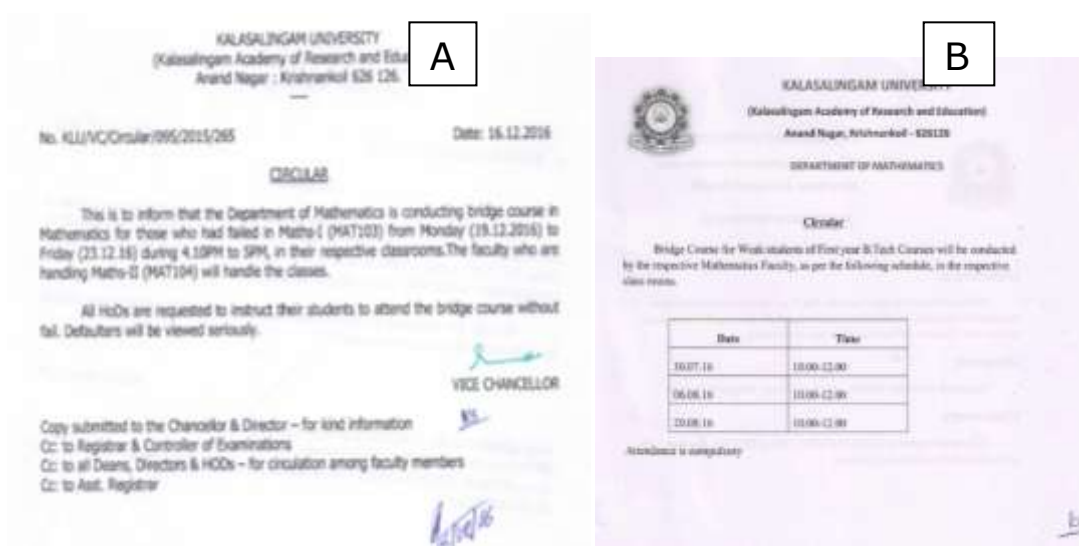 A
KALASALINGAM UNIVERSITY
(Kalasalingam Academy of Research and
Anand Nagar : Krishnankoil 626 126.
No. KLU/VC/Circular/095/2015/265 Date: 16.12.2016
CIRCULAR
This is to inform that the Department of Mathematics is conducting bridge course in
Mathematics for those who had failed in Maths-I (MAT103) from Monday (19.12.2016) to
Friday (23.12.16) during 4.10PM to 5PM, in their respective classrooms.The faculty who are
handling Maths-II (MAT104) will handle the classes.
All HoDs are requested to instruct their students to attend the bridge course without
fail. Defaulters will be viewed seriously.
VICE CHANCELLOR
Copy submitted to the Chancellor & Director – for kind information
Cc: to Registrar & Controller of Examinations
Cc: to all Deans, Directors & HODs – for circulation among faculty members
Cc: to Asst. Registrar
B
KALASALINGAM
(Kalasalingam Academy of Research and Education)
Anand Nagar, Krishnankoil - 626126
DEPARTMENT OF MATHEMATICS
Circular
Bridge Course for Weak students of First year B.Tech Courses will be conducted
by the respective Mathematics Faculty, as per the following schedule, in the respective
class rooms.
Date Time
30.07.16 10.00-12.00
06.08.16 10.00-12.00
20.08.16 10.00-12.00
Attendance is compulsory